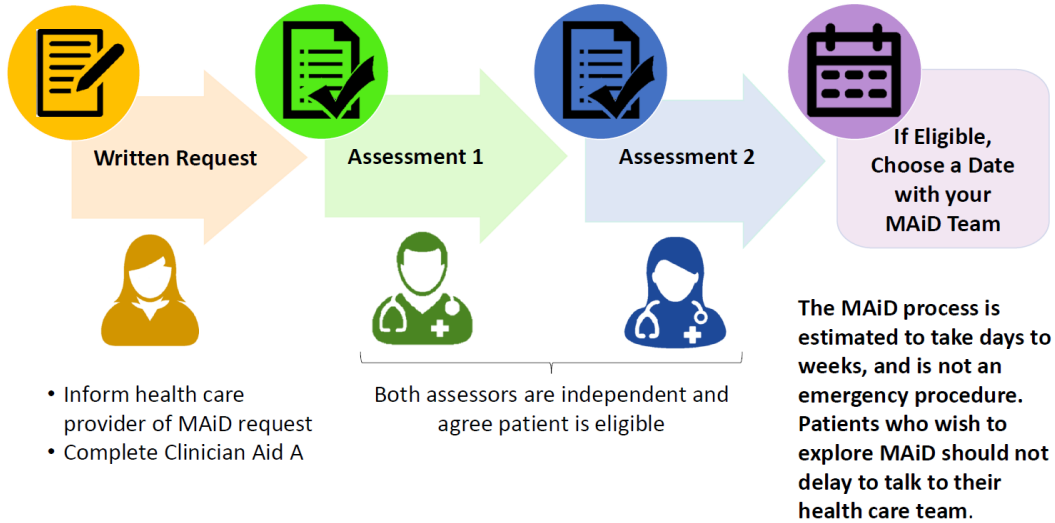 Written Request
Assessment 1
Assessment 2
If Eligible,
Choose a Date
with your
MAiD Team
• Inform health care
provider of MAiD request
• Complete Clinician Aid A
Both assessors are independent and
agree patient is eligible
The MAiD process is
estimated to take days to
weeks, and is not an
emergency procedure.
Patients who wish to
explore MAiD should not
delay to talk to their
health care team.